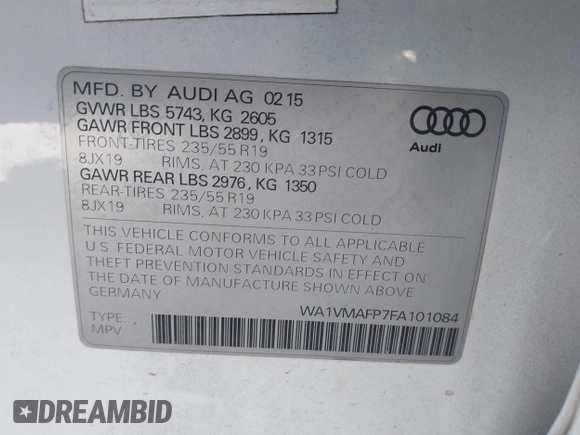 MFD. BY AUDI AG 02 15
GVWR LBS 5743, KG 2605
GAWR FRONT LBS 2899, KG 1315
FRONT-TIRES 235/55 R19
8JX19 RIMS, AT 230 KPA 33 PSI COLD
GAWR REAR LBS 2976, KG 1350
REAR-TIRES 235/55 R19
8JX19 RIMS, AT 230 KPA 33 PSI COLD
Audi
THIS VEHICLE CONFORMS TO ALL APPLICABLE
U.S. FEDERAL MOTOR VEHICLE SAFETY AND
THEFT PREVENTION STANDARDS IN EFFECT ON
THE DATE OF MANUFACTURE SHOWN ABOVE.
GERMANY
WA1VMAFP7FA101084
TYPE:
MPV
DREAMBID